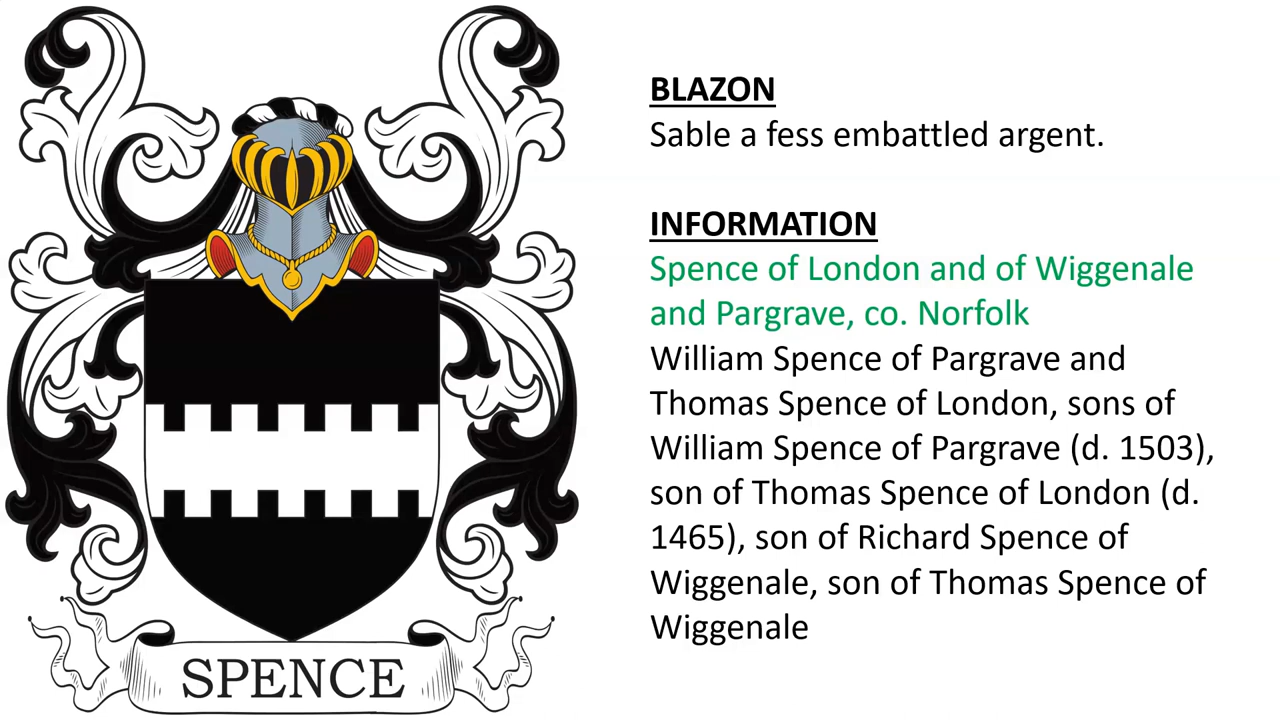 BLAZON
Sable a fess embattled argent.
INFORMATION
Spence of London and of Wiggenale
and Pargrave, co. Norfolk
William Spence of Pargrave and
Thomas Spence of London, sons of
William Spence of Pargrave (d. 1503),
son of Thomas Spence of London (d.
1465), son of Richard Spence of
Wiggenale, son of Thomas Spence of
Wiggenale
SPENCE